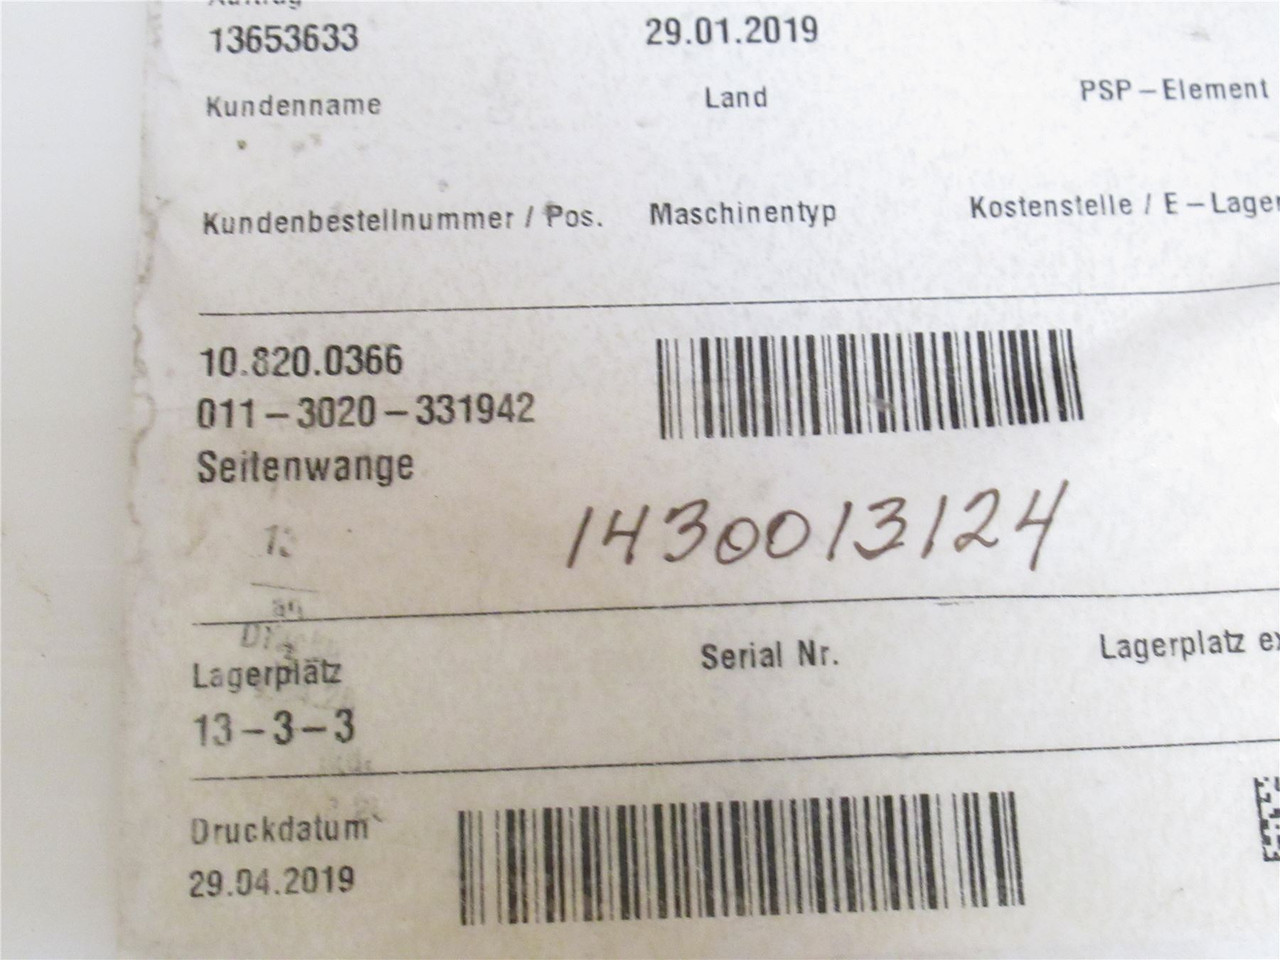 13653633 29.01.2019
Kundenname Land PSP-Element
Kundenbestellnummer / Pos. Maschinentyp Kostenstelle / E-Lager
10.820.0366
011-3020-331942
Seitenwange
1430013124
Lagerplatz Serial Nr. Lagerplatz
13-3-3
Druckdatum
29.04.2019